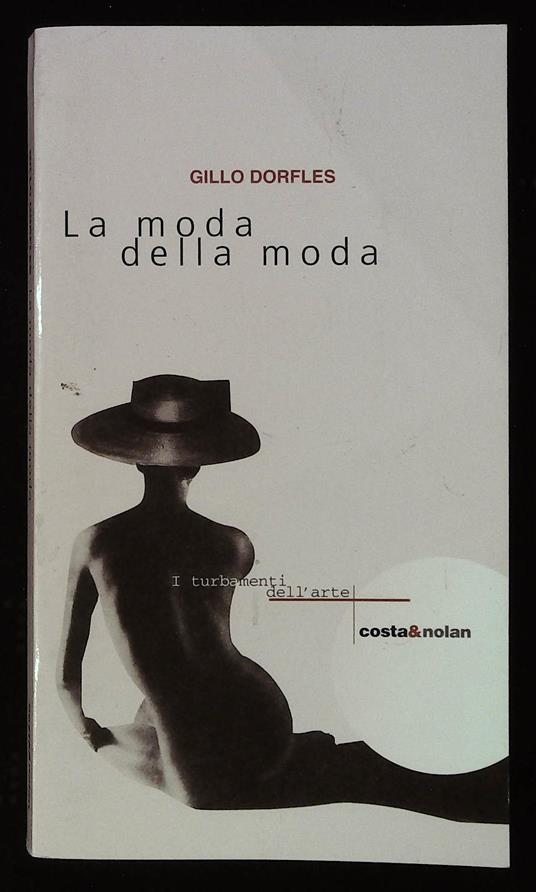 GILLO DORFLES
La moda
della moda
I turbamenti
dell'arte
costa&nolan